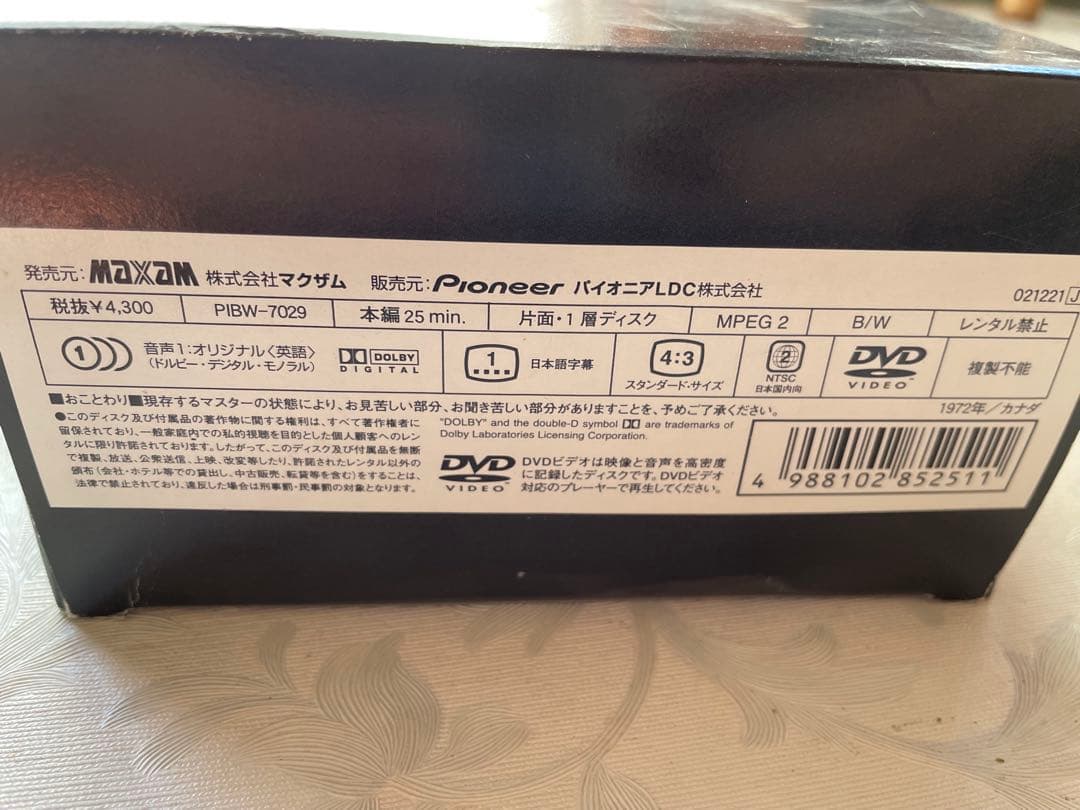 発売元: MAXAM 株式会社マクザム 販売元: Pioneer パイオニアLDC株式会社 021221 J
税抜¥4,300 PIBW-7029 本編 25 min. 片面・1 層ディスク MPEG 2 B/W レンタル禁止
1 音声1:オリジナル〈英語〉
(ドルビー・デジタル・モノラル)
DOLBY
DIGITAL
1 日本語字幕
4:3
スタンダード・サイズ
2
NTSC
日本国内向
DVD
VIDEO™
複製不能
■おことわり■現存するマスターの状態により、お見苦しい部分、お聞き苦しい部分がありますことを、予めご了承ください。
1972年/カナダ
●このディスク及び付属品の著作物に関する権利は、すべて著作権者に
留保されており、一般家庭内での私的視聴を目的とした個人顧客へのレン
タルに限り許諾されております。したがって、このディスク及び付属品を無断
で複製、放送、公衆送信、上映、改変等したり、許諾されたレンタル以外の
頒布(会社・ホテル等での貸出し、中古販売、転貸等を含む)をすることは、
法律で禁止されており、違反した場合は刑事罰・民事罰の対象となります。
"DOLBY" and the double-D symbol are trademarks of
Dolby Laboratories Licensing Corporation.
DVD
VIDEO™
DVDビデオは映像と音声を高密度
に記録したディスクです。DVDビデオ
対応のプレーヤーで再生してください。
4 988102 852511